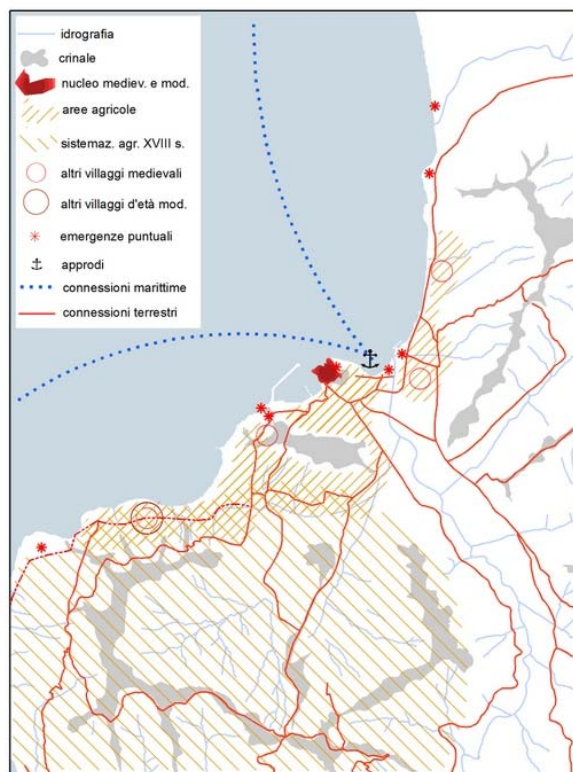 idrografia
crinale
nucleo mediev. e mod.
aree agricole
sistemaz. agr. XVIII s.
altri villaggi medievali
altri villaggi d'età mod.
emergenze puntuali
approdi
connessioni marittime
connessioni terrestri